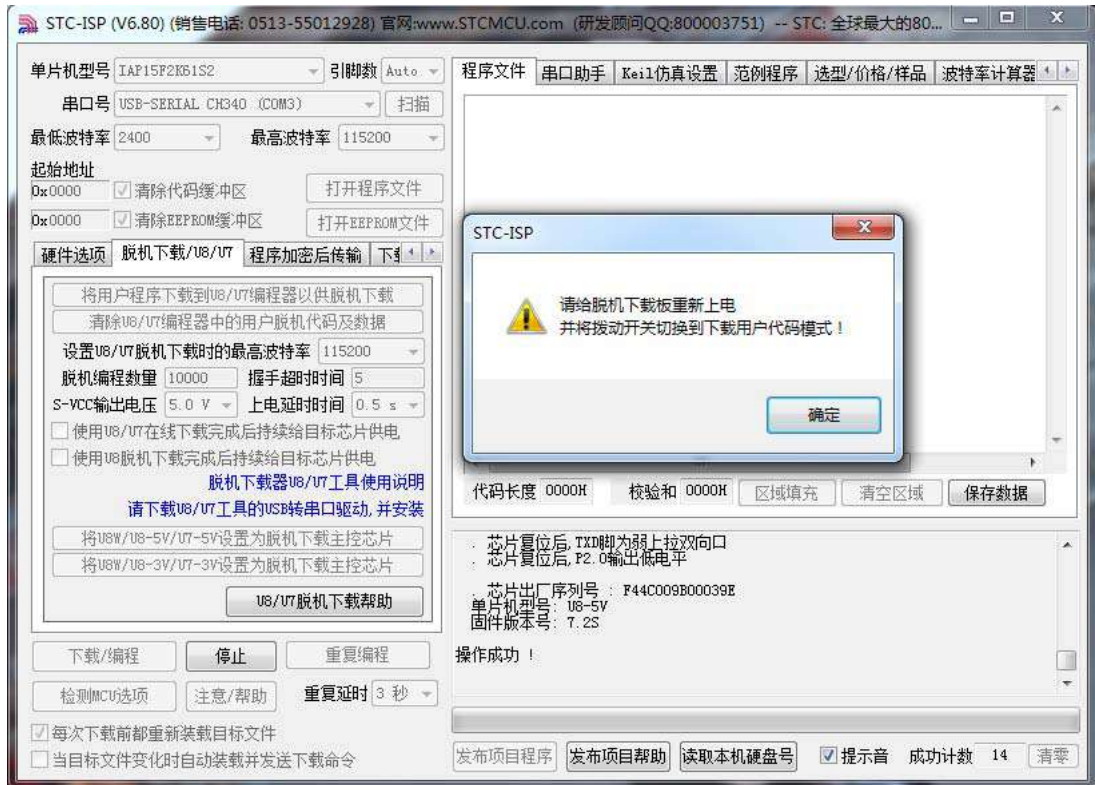 STC-ISP (V6.80) (销售电话: 0513-55012928) 官网:www.STCMCU.com (研发顾问QQ:800003751) -- STC: 全球最大的80...
单片机型号 IAP15F2K61S2 引脚数 Auto
串口号 USB-SERIAL CH340 (COM3) 扫描
最低波特率 2400 最高波特率 115200
起始地址
0x0000 清除代码缓冲区 打开程序文件
0x0000 清除EEPROM缓冲区 打开EEPROM文件
硬件选项 脱机下载/U8/U7 程序加密后传输
将用户程序下载到U8/U7编程器以供脱机下载
清除U8/U7编程器中的用户脱机代码及数据
设置U8/U7脱机下载时的最高波特率 115200
脱机编程数量 10000 握手超时时间 5
S-VCC输出电压 5.0 V 上电延时时间 0.5 s
使用U8/U7在线下载完成后持续给目标芯片供电
使用U8脱机下载完成后持续给目标芯片供电
脱机下载器U8/U7工具使用说明
请下载U8/U7工具的USB转串口驱动,并安装
将U8W/U8-5V/U7-5V设置为脱机下载主控芯片
将U8W/U8-3V/U7-3V设置为脱机下载主控芯片
U8/U7脱机下载帮助
下载/编程 停止 重复编程
检测MCU选项 注意/帮助 重复延时 3 秒
每次下载前都重新装载目标文件
当目标文件变化时自动装载并发送下载命令
程序文件 串口助手 Keil仿真设置 范例程序 选型/价格/样品 波特率计算器
STC-ISP
请给脱机下载板重新上电
并将拨动开关切换到下载用户代码模式！
确定
代码长度 0000H 校验和 0000H 区域填充 清空区域 保存数据
. 芯片复位后,TXD脚为弱上拉双向口
. 芯片复位后,P2.0输出低电平
. 芯片出厂序列号 : F44C009B00039E
单片机型号: U8-5V
固件版本号: 7.2S
操作成功 !
发布项目程序 发布项目帮助 读取本机硬盘号 提示音 成功计数 14 清零